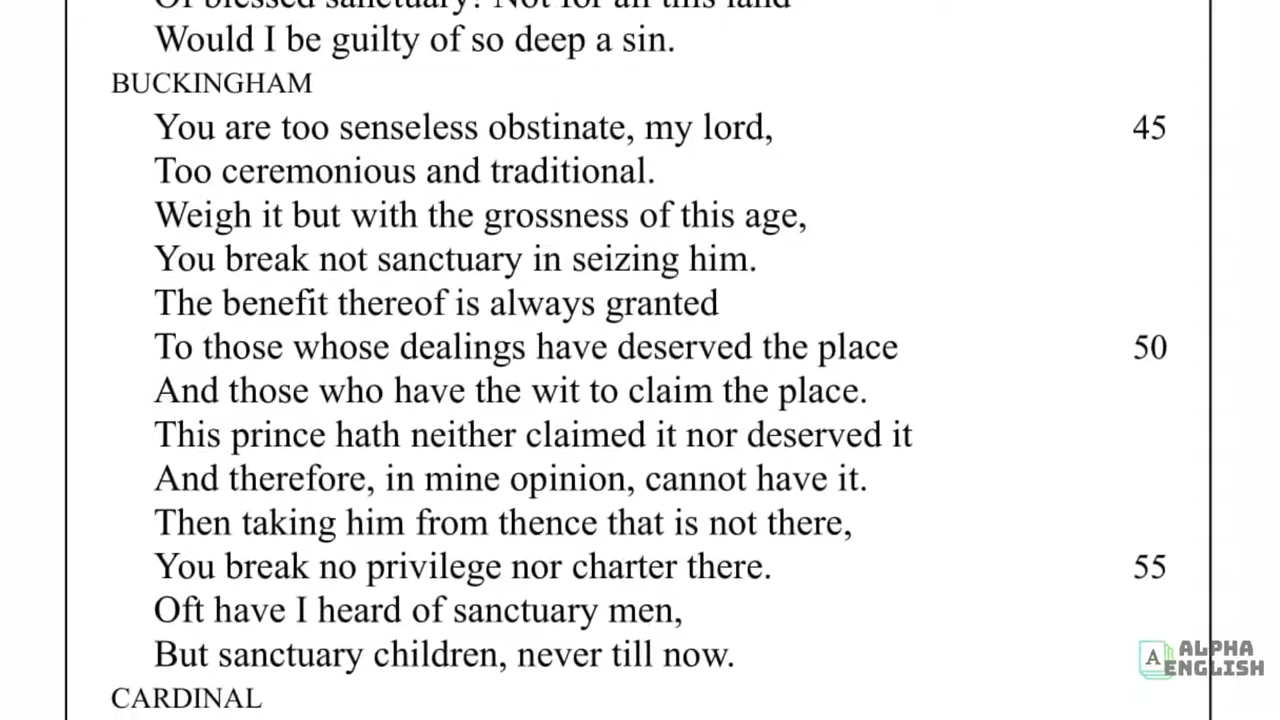 Of blessed sanctuary! Not for all this land
Would I be guilty of so deep a sin.
BUCKINGHAM
You are too senseless obstinate, my lord, 45
Too ceremonious and traditional.
Weigh it but with the grossness of this age,
You break not sanctuary in seizing him.
The benefit thereof is always granted
To those whose dealings have deserved the place 50
And those who have the wit to claim the place.
This prince hath neither claimed it nor deserved it
And therefore, in mine opinion, cannot have it.
Then taking him from thence that is not there,
You break no privilege nor charter there. 55
Oft have I heard of sanctuary men,
But sanctuary children, never till now.
CARDINAL
A ALPHA
ENGLISH